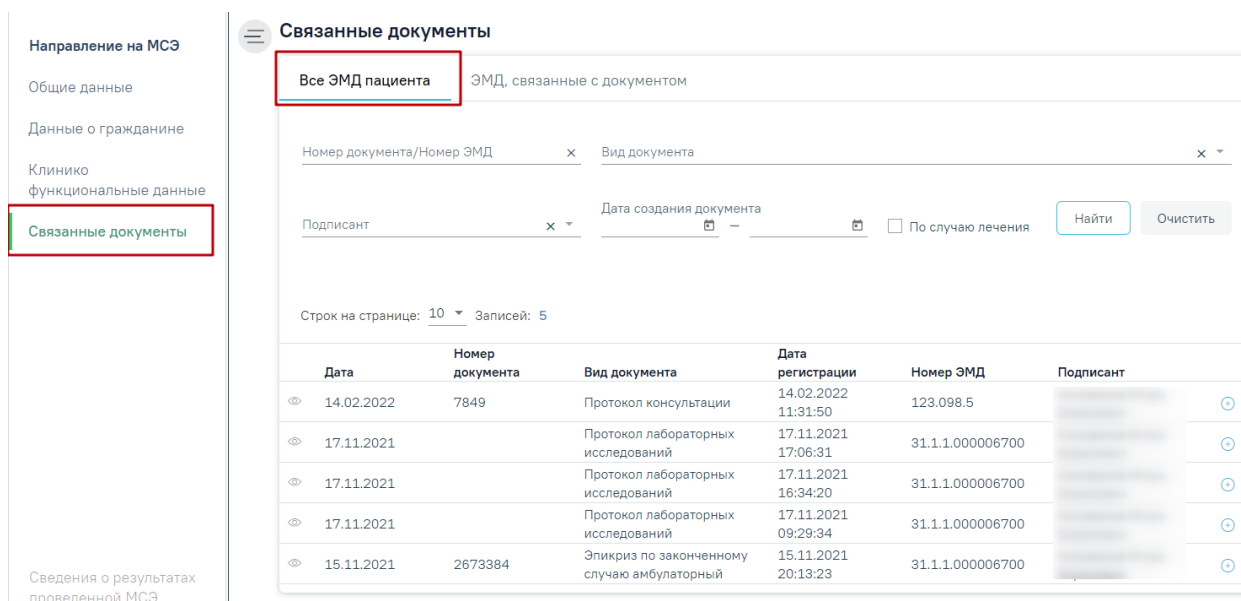 Направление на МСЭ
Общие данные
Данные о гражданине
Клинико
функциональные данные
Связанные документы
Сведения о результатах
проведенной МСЭ
Связанные документы
Все ЭМД пациента ЭМД, связанные с документом
Номер документа/Номер ЭМД Вид документа
Дата создания документа
Подписант – По случаю лечения Найти Очистить
Строк на странице: 10 Записей: 5
Номер Дата
Дата документа Вид документа регистрации Номер ЭМД Подписант
14.02.2022 7849 Протокол консультации 14.02.2022 11:31:50 123.098.5
17.11.2021 Протокол лабораторных 17.11.2021 31.1.1.000006700
исследований 17:06:31
17.11.2021 Протокол лабораторных 17.11.2021 31.1.1.000006700
исследований 16:34:20
17.11.2021 Протокол лабораторных 17.11.2021 31.1.1.000006700
исследований 09:29:34
15.11.2021 2673384 Эпикриз по законченному 15.11.2021 31.1.1.000006700
случаю амбулаторный 20:13:23